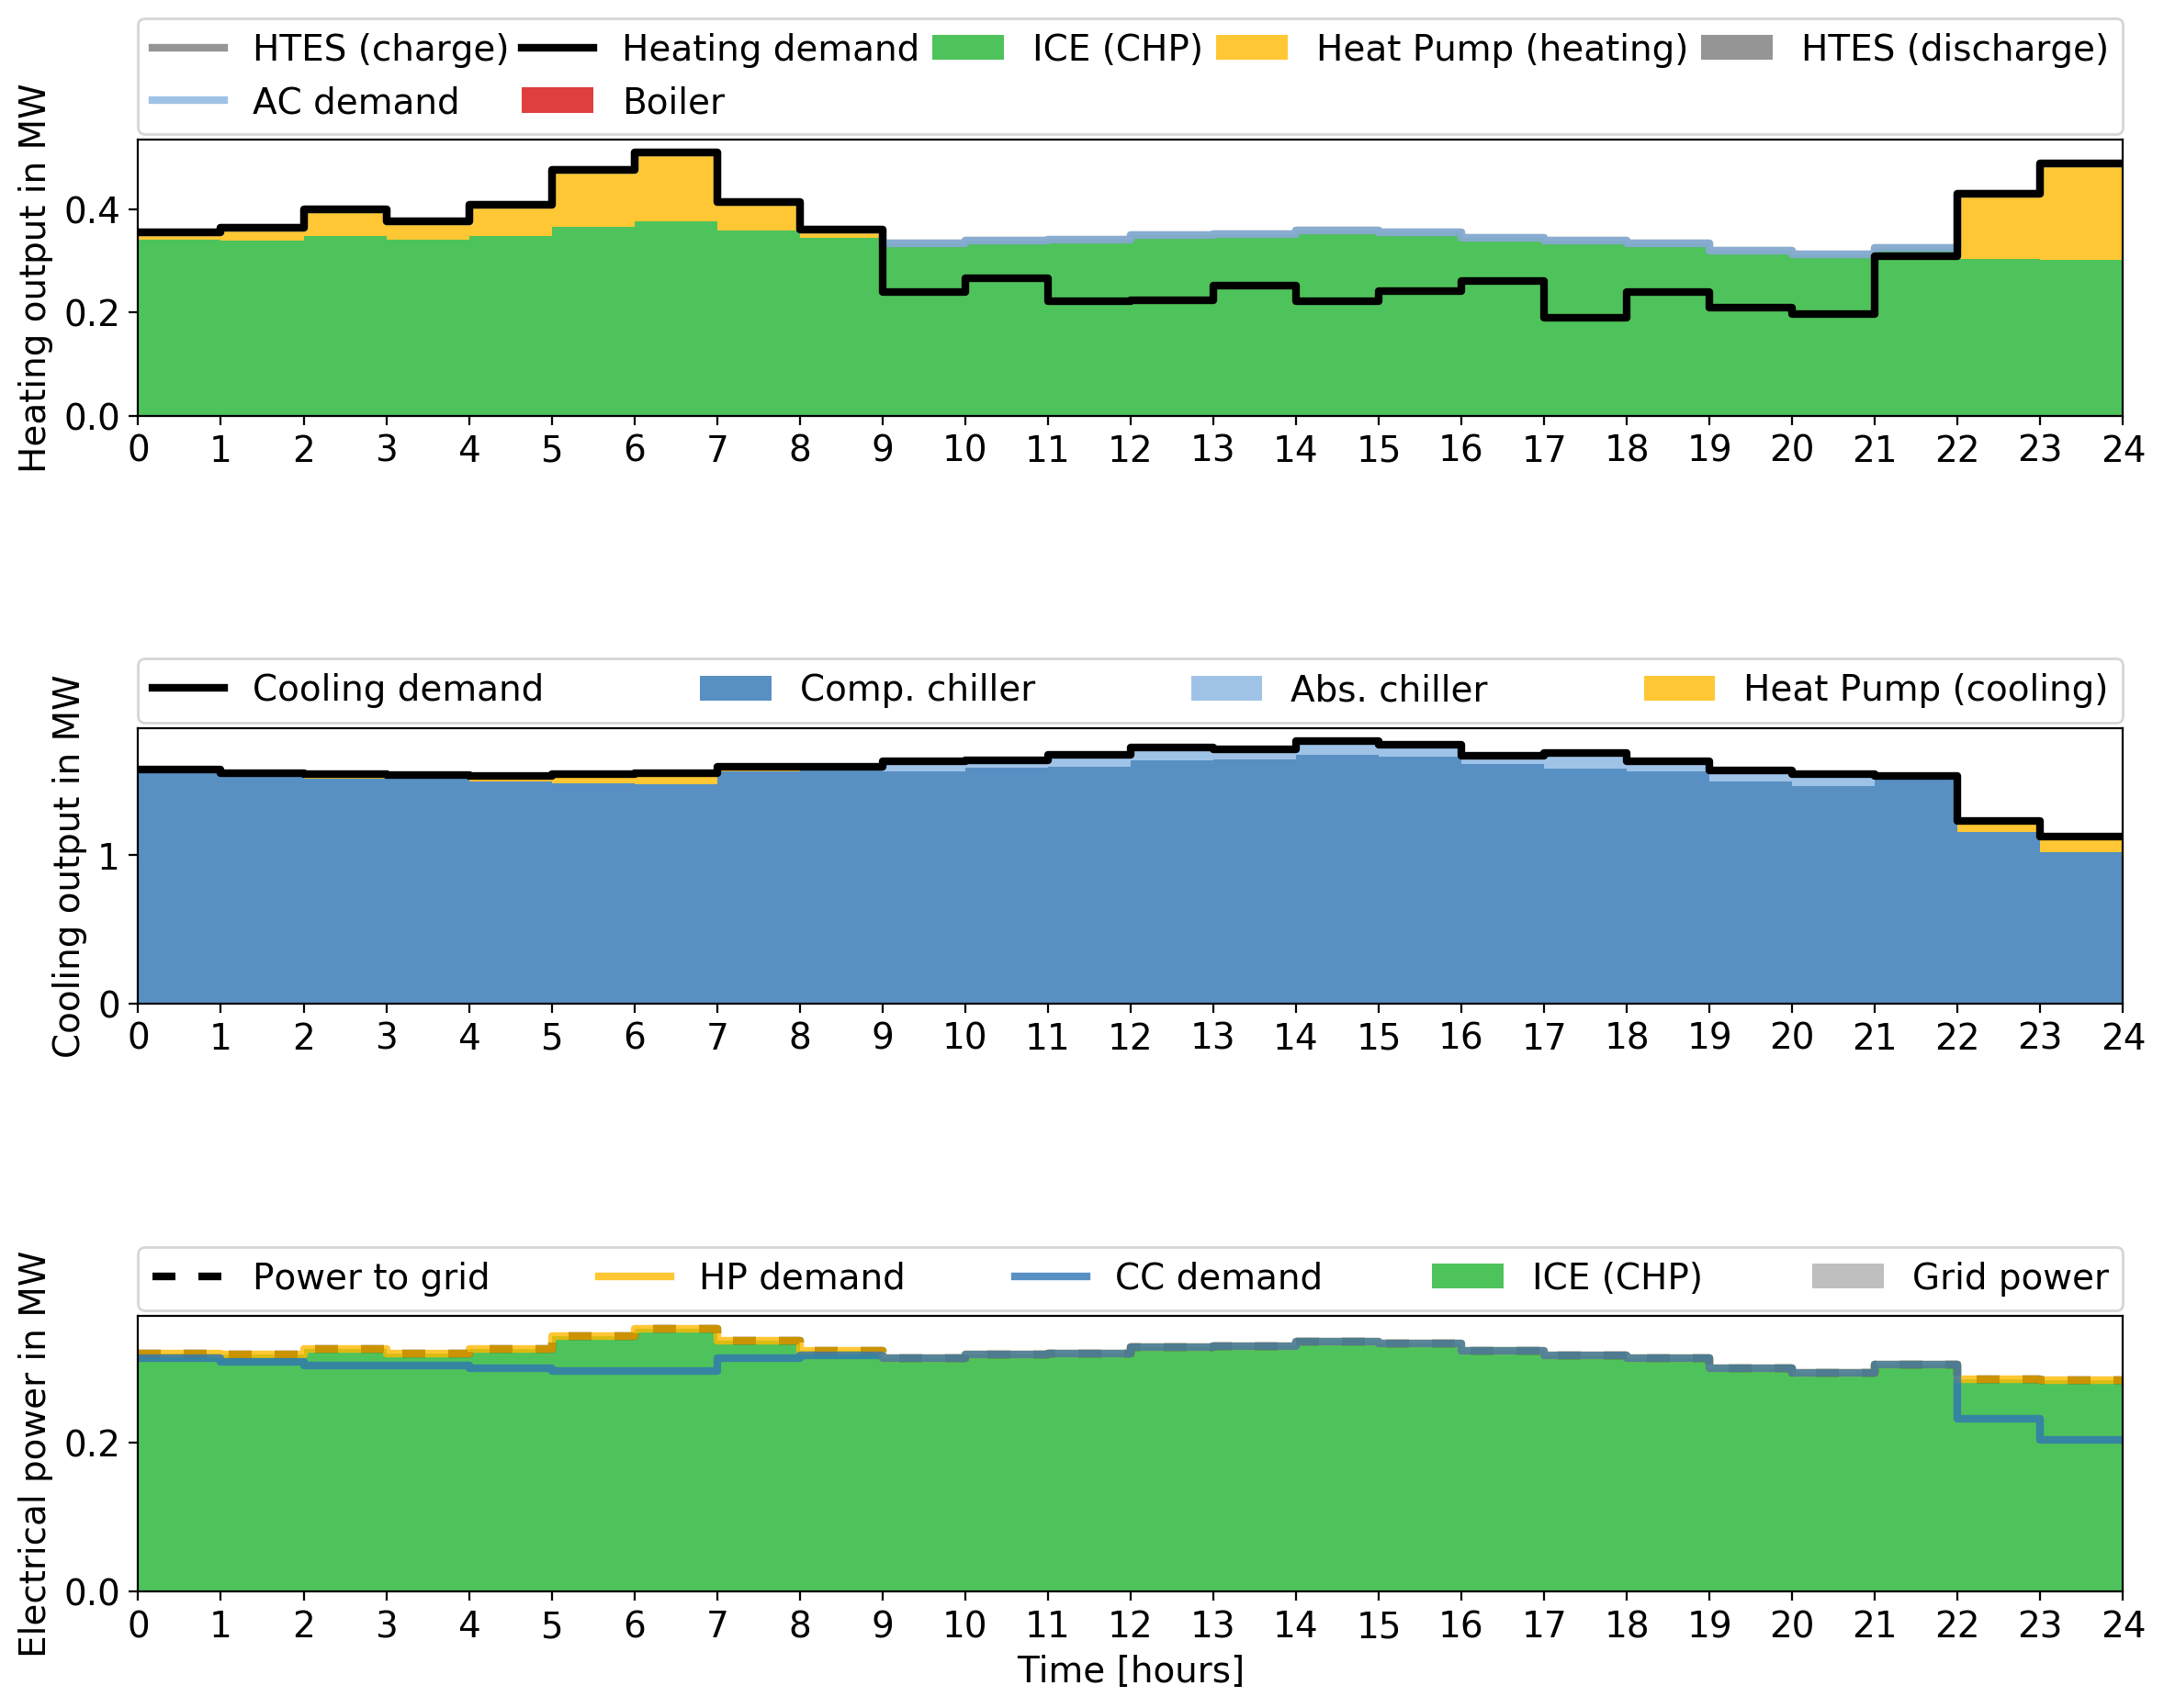 HTES (charge) Heating demand ICE (CHP) Heat Pump (heating) HTES (discharge)
AC demand Boiler
Heating output in MW
0.4
0.2
0.0
0 1 2 3 4 5 6 7 8 9 10 11 12 13 14 15 16 17 18 19 20 21 22 23 24
Cooling demand Comp. chiller Abs. chiller Heat Pump (cooling)
Cooling output in MW
1
0
0 1 2 3 4 5 6 7 8 9 10 11 12 13 14 15 16 17 18 19 20 21 22 23 24
Power to grid HP demand CC demand ICE (CHP) Grid power
Electrical power in MW
0.2
0.0
0 1 2 3 4 5 6 7 8 9 10 11 12 13 14 15 16 17 18 19 20 21 22 23 24
Time [hours]